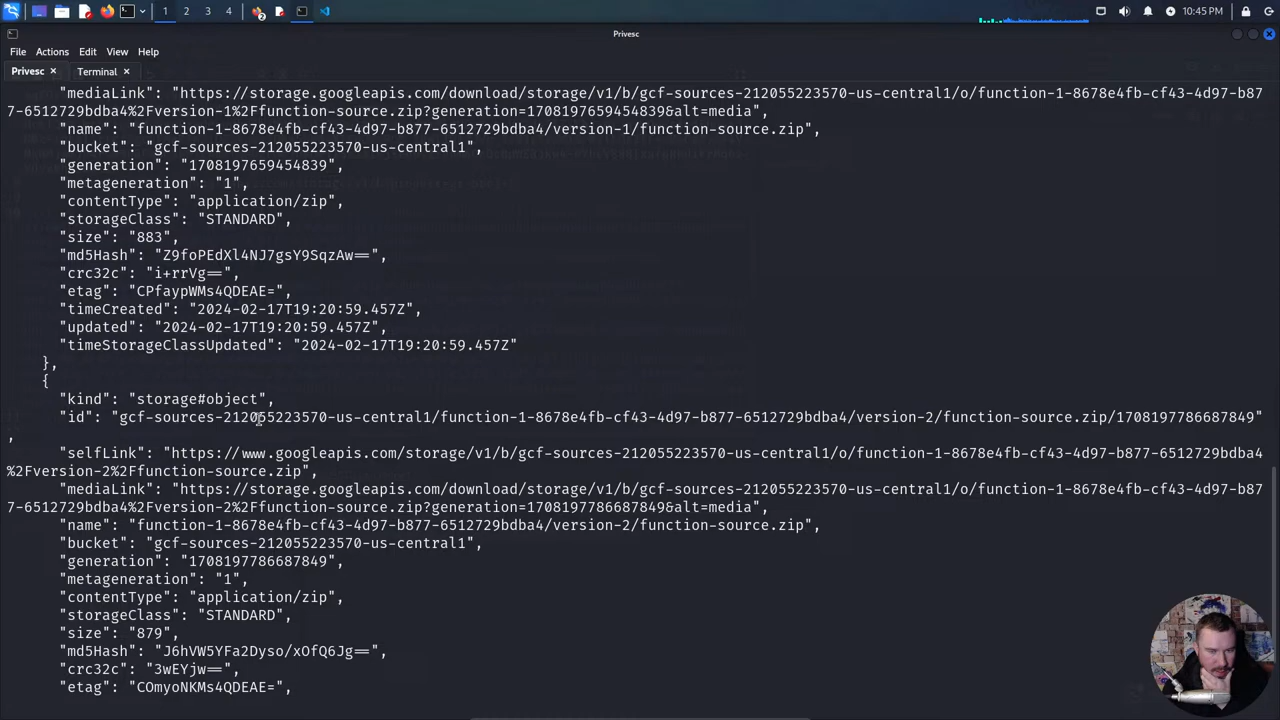 1 2 3 4 10:45 PM
Privesc
File Actions Edit View Help
Privesc Terminal
"mediaLink": "https://storage.googleapis.com/download/storage/v1/b/gcf-sources-212055223570-us-central1/o/function-1-8678e4fb-cf43-4d97-b8
7-6512729bdba4%2Fversion-1%2Ffunction-source.zip?generation=1708197659454839&alt=media",
"name": "function-1-8678e4fb-cf43-4d97-b877-6512729bdba4/version-1/function-source.zip",
"bucket": "gcf-sources-212055223570-us-central1",
"generation": "1708197659454839",
"metageneration": "1",
"contentType": "application/zip",
"storageClass": "STANDARD",
"size": "883",
"md5Hash": "Z9foPEdXl4NJ7gsY9SqzAw==",
"crc32c": "i+rrVg==",
"etag": "CPfaypWMs4QDEAE=",
"timeCreated": "2024-02-17T19:20:59.457Z",
"updated": "2024-02-17T19:20:59.457Z",
"timeStorageClassUpdated": "2024-02-17T19:20:59.457Z"
},
{
"kind": "storage#object",
"id": "gcf-sources-212055223570-us-central1/function-1-8678e4fb-cf43-4d97-b877-6512729bdba4/version-2/function-source.zip/1708197786687849"
,
"selfLink": "https://www.googleapis.com/storage/v1/b/gcf-sources-212055223570-us-central1/o/function-1-8678e4fb-cf43-4d97-b877-6512729bdba4
%2Fversion-2%2Ffunction-source.zip",
"mediaLink": "https://storage.googleapis.com/download/storage/v1/b/gcf-sources-212055223570-us-central1/o/function-1-8678e4fb-cf43-4d97-b87
7-6512729bdba4%2Fversion-2%2Ffunction-source.zip?generation=1708197786687849&alt=media",
"name": "function-1-8678e4fb-cf43-4d97-b877-6512729bdba4/version-2/function-source.zip",
"bucket": "gcf-sources-212055223570-us-central1",
"generation": "1708197786687849",
"metageneration": "1",
"contentType": "application/zip",
"storageClass": "STANDARD",
"size": "879",
"md5Hash": "J6hVW5YFa2Dyso/xOfQ6Jg==",
"crc32c": "3wEYjw==",
"etag": "COmyoNKMs4QDEAE=",